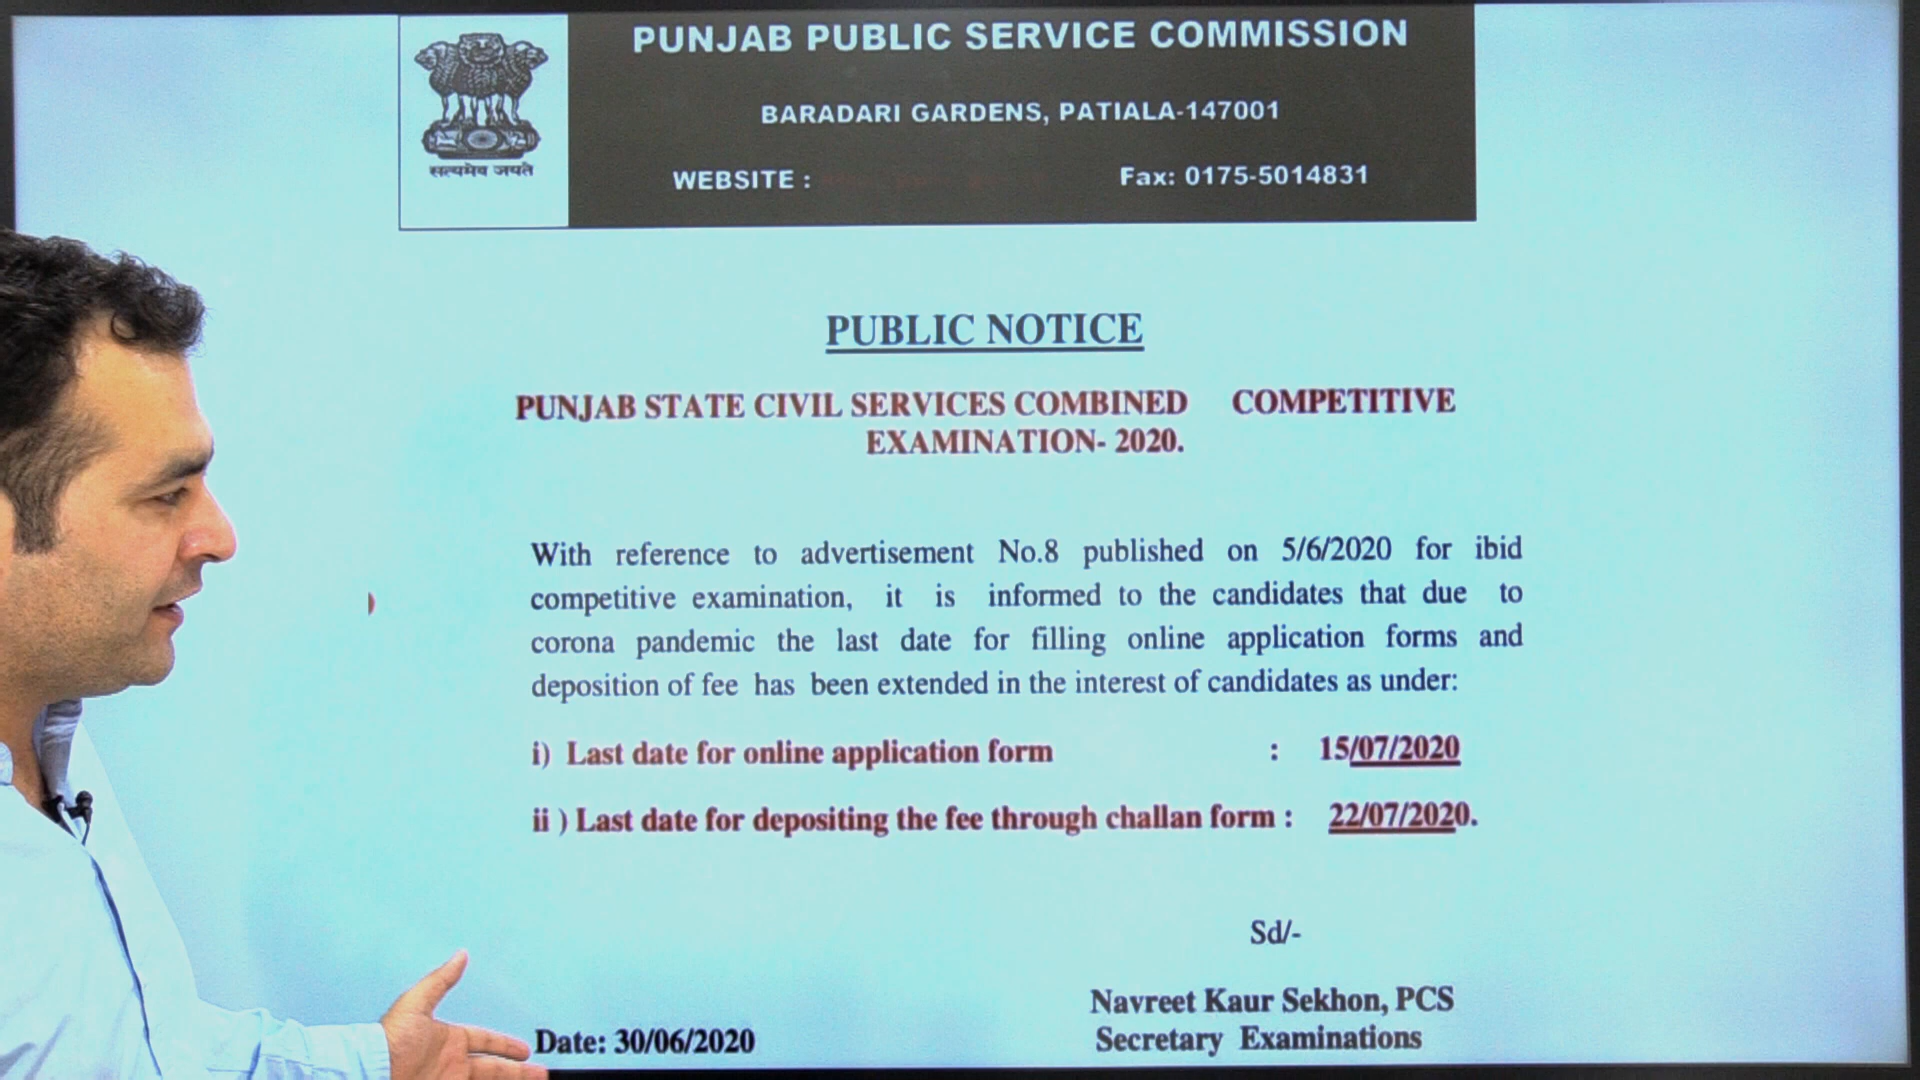 PUNJAB PUBLIC SERVICE COMMISSION
BARADARI GARDENS, PATIALA-147001
WEBSITE :
Fax: 0175-5014831
सत्यमेव जयते
PUBLIC NOTICE
PUNJAB STATE CIVIL SERVICES COMBINED COMPETITIVE
EXAMINATION- 2020.
With reference to advertisement No.8 published on 5/6/2020 for ibid
competitive examination, it is informed to the candidates that due to
corona pandemic the last date for filling online application forms and
deposition of fee has been extended in the interest of candidates as under:
i) Last date for online application form : 15/07/2020
ii ) Last date for depositing the fee through challan form : 22/07/2020.
Sd/-
Navreet Kaur Sekhon, PCS
Secretary Examinations
Date: 30/06/2020